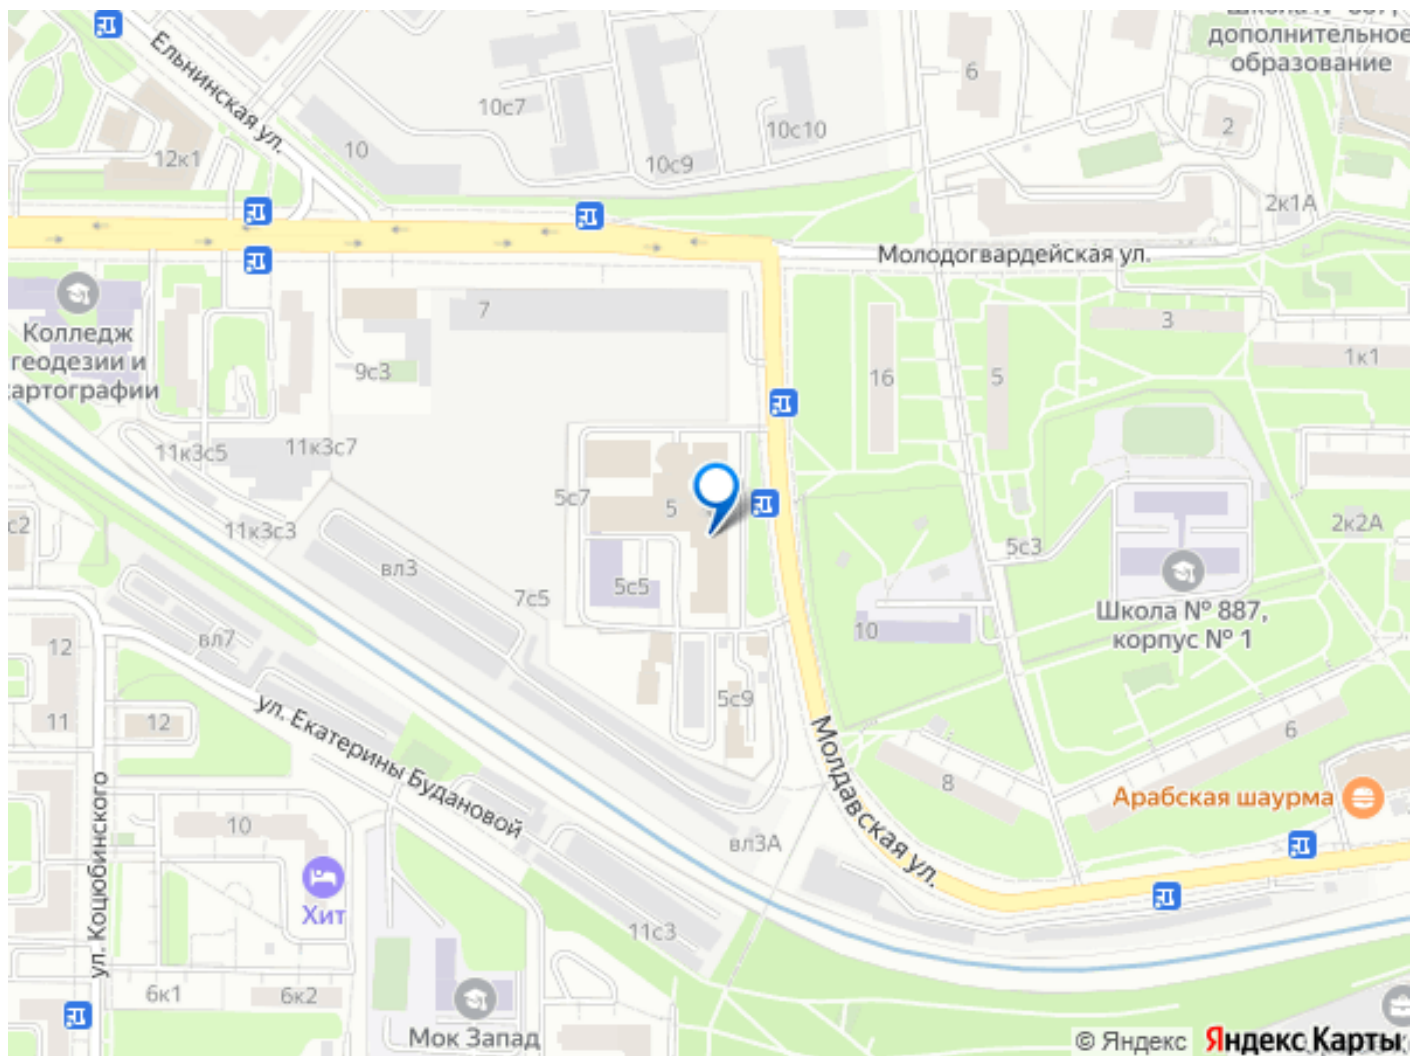 дополнительное
образование
Ельнинская ул.
6
10с7
10с10
2
10
12к1
10с9
2к1А
Молодогвардейская ул.
7
3
Колледж
геодезии и
картографии
1к1
9с3
16
5
11к3с7
11к3с5
5с7
5
2к2А
11к3с3
5с3
вл3
5с5
7с5
Школа № 887,
корпус № 1
10
вл7
12
5с9
11
12
ул. Екатерины Будановой
Молдавская ул.
6
8
Арабская шаурма
ул. Коцюбинского
10
вл3А
Хит
11с3
6к1
6к2
Мок Запад
© Яндекс Яндекс Карты